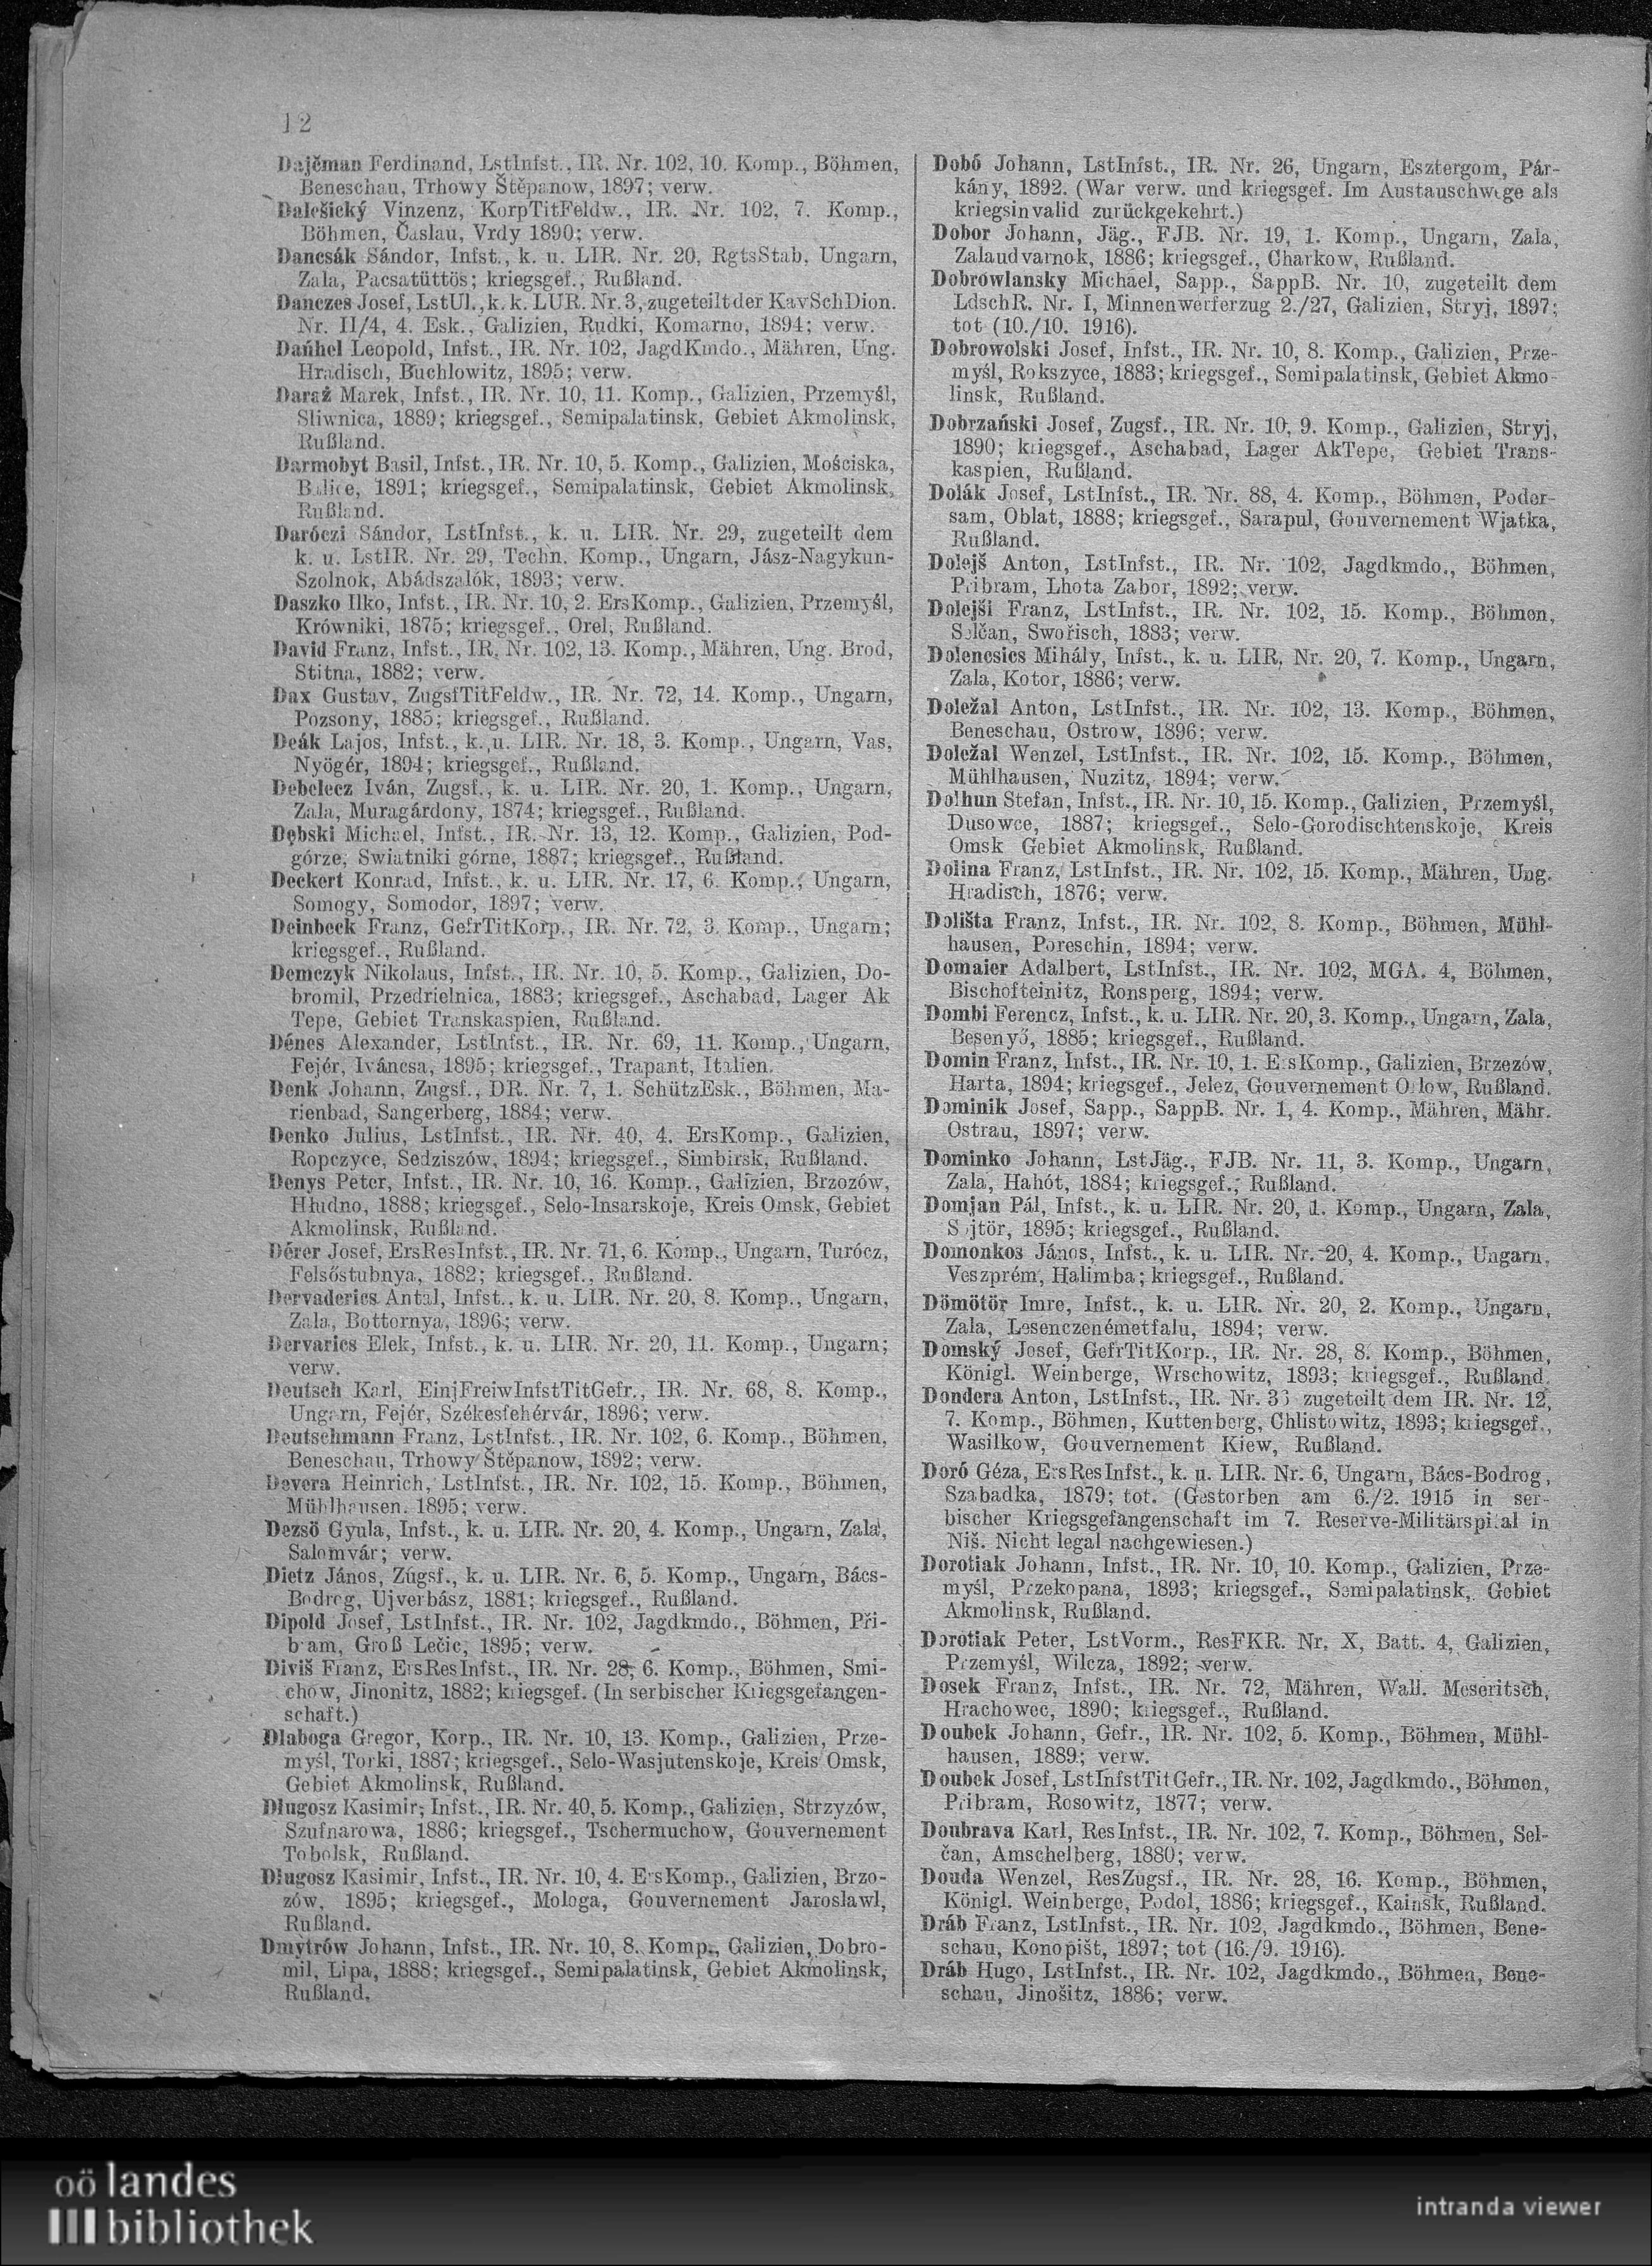 12
Dajčman Ferdinand, LstInfst., IR. Nr. 102, 10. Komp., Böhmen,
Beneschau, Trhowy Štěpanow, 1897; verw.
Dalešický Vinzenz, KorpTitFeldw., IR. Nr. 102, 7. Komp.,
Böhmen, Časlau, Vrdy 1890; verw.
Dancsák Sándor, Infst., k. u. LIR. Nr. 20, RgtsStab, Ungarn,
Zala, Pacsatüttös; kriegsgef., Rußland.
Danczes Josef, LstUl., k. k. LUR. Nr. 3, zugeteilt der KavSchDion.
Nr. II/4, 4. Esk., Galizien, Rudki, Komarno, 1894; verw.
Daňhel Leopold, Infst., IR. Nr. 102, JagdKmdo., Mähren, Ung.
Hradisch, Buchlowitz, 1895; verw.
Daraż Marek, Infst., IR. Nr. 10, 11. Komp., Galizien, Przemyśl,
Sliwnica, 1889; kriegsgef., Semipalatinsk, Gebiet Akmolinsk,
Rußland.
Darmobyt Basil, Infst., IR. Nr. 10, 5. Komp., Galizien, Mościska,
Balice, 1891; kriegsgef., Semipalatinsk, Gebiet Akmolinsk,
Rußland.
Daróczi Sándor, LstInfst., k. u. LIR. Nr. 29, zugeteilt dem
k. u. LstIR. Nr. 29, Techn. Komp., Ungarn, Jász-Nagykun-
Szolnok, Abádszalók, 1893; verw.
Daszko Ilko, Infst., IR. Nr. 10, 2. ErsKomp., Galizien, Przemyśl,
Krówniki, 1875; kriegsgef., Orel, Rußland.
David Franz, Infst., IR. Nr. 102, 13. Komp., Mähren, Ung. Brod,
Stitna, 1882; verw.
Dax Gustav, ZugsfTitFeldw., IR. Nr. 72, 14. Komp., Ungarn,
Pozsony, 1885; kriegsgef., Rußland.
Deák Lajos, Infst., k. u. LIR. Nr. 18, 3. Komp., Ungarn, Vas,
Nyögér, 1894; kriegsgef., Rußland.
Debelecz Iván, Zugsf., k. u. LIR. Nr. 20, 1. Komp., Ungarn,
Zala, Muragárdony, 1874; kriegsgef., Rußland.
Dębski Michael, Infst., IR. Nr. 13, 12. Komp., Galizien, Pod-
górze, Swiatniki górne, 1887; kriegsgef., Rußland.
Deckert Konrad, Infst., k. u. LIR. Nr. 17, 6. Komp., Ungarn,
Somogy, Somodor, 1897; verw.
Deinbeck Franz, GefrTitKorp., IR. Nr. 72, 3. Komp., Ungarn;
kriegsgef., Rußland.
Demczyk Nikolaus, Infst., IR. Nr. 10, 5. Komp., Galizien, Do-
bromil, Przedrielnica, 1883; kriegsgef., Aschabad, Lager Ak
Tepe, Gebiet Transkaspien, Rußland.
Dénes Alexander, LstInfst., IR. Nr. 69, 11. Komp., Ungarn,
Fejér, Iváncsa, 1895; kriegsgef., Trapant, Italien.
Denk Johann, Zugsf., DR. Nr. 7, 1. SchützEsk., Böhmen, Ma-
rienbad, Sangerberg, 1884; verw.
Denko Julius, LstInfst., IR. Nr. 40, 4. ErsKomp., Galizien,
Ropczyce, Sedziszów, 1894; kriegsgef., Simbirsk, Rußland.
Denys Peter, Infst., IR. Nr. 10, 16. Komp., Galizien, Brzozów,
Hłudno, 1888; kriegsgef., Selo-Insarskoje, Kreis Omsk, Gebiet
Akmolinsk, Rußland.
Dérer Josef, ErsResInfst., IR. Nr. 71, 6. Komp., Ungarn, Turócz,
Felsőstubnya, 1882; kriegsgef., Rußland.
Dervaderics Antal, Infst., k. u. LIR. Nr. 20, 8. Komp., Ungarn,
Zala, Bottornya, 1896; verw.
Dervarics Elek, Infst., k. u. LIR. Nr. 20, 11. Komp., Ungarn;
verw.
Deutsch Karl, EinjFreiwInfstTitGefr., IR. Nr. 68, 8. Komp.,
Ungarn, Fejér, Székesfehérvár, 1896; verw.
Deutschmann Franz, LstInfst., IR. Nr. 102, 6. Komp., Böhmen,
Beneschau, Trhowy Štěpanow, 1892; verw.
Devera Heinrich, LstInfst., IR. Nr. 102, 15. Komp., Böhmen,
Mühlhausen, 1895; verw.
Dezsö Gyula, Infst., k. u. LIR. Nr. 20, 4. Komp., Ungarn, Zala,
Salomvár; verw.
Dietz János, Zugsf., k. u. LIR. Nr. 6, 5. Komp., Ungarn, Bács-
Bodrog, Ujverbász, 1881; kriegsgef., Rußland.
Dipold Josef, LstInfst., IR. Nr. 102, Jagdkmdo., Böhmen, Při-
bram, Groß Lečic, 1895; verw.
Diviš Franz, ErsResInfst., IR. Nr. 28, 6. Komp., Böhmen, Smi-
chow, Jinonitz, 1882; kriegsgef. (In serbischer Kriegsgefangen-
schaft.)
Dlaboga Gregor, Korp., IR. Nr. 10, 13. Komp., Galizien, Prze-
myśl, Torki, 1887; kriegsgef., Selo-Wasjutenskoje, Kreis Omsk,
Gebiet Akmolinsk, Rußland.
Długosz Kasimir, Infst., IR. Nr. 40, 5. Komp., Galizien, Strzyzów,
Szufnarowa, 1886; kriegsgef., Tschermuchow, Gouvernement
Tobolsk, Rußland.
Długosz Kasimir, Infst., IR. Nr. 10, 4. ErsKomp., Galizien, Brzo-
zów, 1895; kriegsgef., Mologa, Gouvernement Jaroslawl,
Rußland.
Dmytrów Johann, Infst., IR. Nr. 10, 8. Komp., Galizien, Dobro-
mil, Lipa, 1888; kriegsgef., Semipalatinsk, Gebiet Akmolinsk,
Rußland.
Dobó Johann, LstInfst., IR. Nr. 26, Ungarn, Esztergom, Pár-
kány, 1892. (War verw. und kriegsgef. Im Austauschwege als
kriegsinvalid zurückgekehrt.)
Dobor Johann, Jäg., FJB. Nr. 19, 1. Komp., Ungarn, Zala,
Zalaudvarnok, 1886; kriegsgef., Charkow, Rußland.
Dobrowlansky Michael, Sapp., SappB. Nr. 10, zugeteilt dem
LdschR. Nr. I, Minnenwerferzug 2./27, Galizien, Stryj, 1897;
tot (10./10. 1916).
Dobrowolski Josef, Infst., IR. Nr. 10, 8. Komp., Galizien, Prze-
myśl, Rokszyce, 1883; kriegsgef., Semipalatinsk, Gebiet Akmo-
linsk, Rußland.
Dobrzański Josef, Zugsf., IR. Nr. 10, 9. Komp., Galizien, Stryj,
1890; kriegsgef., Aschabad, Lager AkTepe, Gebiet Trans-
kaspien, Rußland.
Dolák Josef, LstInfst., IR. Nr. 88, 4. Komp., Böhmen, Poder-
sam, Oblat, 1888; kriegsgef., Sarapul, Gouvernement Wjatka,
Rußland.
Dolejš Anton, LstInfst., IR. Nr. 102, Jagdkmdo., Böhmen,
Pribram, Lhota Zabor, 1892; verw.
Dolejši Franz, LstInfst., IR. Nr. 102, 15. Komp., Böhmen,
Selčan, Swořisch, 1883; verw.
Dolencsics Mihály, Infst., k. u. LIR. Nr. 20, 7. Komp., Ungarn,
Zala, Kotor, 1886; verw.
Doležal Anton, LstInfst., IR. Nr. 102, 13. Komp., Böhmen,
Beneschau, Ostrow, 1896; verw.
Doležal Wenzel, LstInfst., IR. Nr. 102, 15. Komp., Böhmen,
Mühlhausen, Nuzitz, 1894; verw.
Dolhun Stefan, Infst., IR. Nr. 10, 15. Komp., Galizien, Przemyśl,
Dusowce, 1887; kriegsgef., Selo-Gorodischtenskoje, Kreis
Omsk Gebiet Akmolinsk, Rußland.
Dolina Franz, LstInfst., IR. Nr. 102, 15. Komp., Mähren, Ung.
Hradisch, 1876; verw.
Dolišta Franz, Infst., IR. Nr. 102, 8. Komp., Böhmen, Mühl-
hausen, Poreschin, 1894; verw.
Domaier Adalbert, LstInfst., IR. Nr. 102, MGA. 4, Böhmen,
Bischofteinitz, Ronsperg, 1894; verw.
Dombi Ferencz, Infst., k. u. LIR. Nr. 20, 3. Komp., Ungarn, Zala,
Besenyő, 1885; kriegsgef., Rußland.
Domin Franz, Infst., IR. Nr. 10, 1. ErsKomp., Galizien, Brzezów,
Harta, 1894; kriegsgef., Jelez, Gouvernement Orlow, Rußland.
Dominik Josef, Sapp., SappB. Nr. 1, 4. Komp., Mähren, Mähr.
Ostrau, 1897; verw.
Dominko Johann, LstJäg., FJB. Nr. 11, 3. Komp., Ungarn,
Zala, Hahót, 1884; kriegsgef., Rußland.
Domjan Pál, Infst., k. u. LIR. Nr. 20, 1. Komp., Ungarn, Zala,
Sojtör, 1895; kriegsgef., Rußland.
Domonkos János, Infst., k. u. LIR. Nr. 20, 4. Komp., Ungarn,
Veszprém, Halimba; kriegsgef., Rußland.
Dömötör Imre, Infst., k. u. LIR. Nr. 20, 2. Komp., Ungarn,
Zala, Lesenczenémetfalu, 1894; verw.
Domský Josef, GefrTitKorp., IR. Nr. 28, 8. Komp., Böhmen,
Königl. Weinberge, Wrschowitz, 1893; kriegsgef., Rußland.
Dondera Anton, LstInfst., IR. Nr. zugeteilt dem IR. Nr. 12,
7. Komp., Böhmen, Kuttenberg, Chlistowitz, 1893; kriegsgef.,
Wasilkow, Gouvernement Kiew, Rußland.
Doró Géza, ErsResInfst., k. u. LIR. Nr. 6, Ungarn, Bács-Bodrog,
Szabadka, 1879; tot. (Gestorben am 6./2. 1915 in ser-
bischer Kriegsgefangenschaft im 7. Reserve-Militärspital in
Niš. Nicht legal nachgewiesen.)
Dorotiak Johann, Infst., IR. Nr. 10, 10. Komp., Galizien, Prze-
myśl, Przekopana, 1893; kriegsgef., Semipalatinsk, Gebiet
Akmolinsk, Rußland.
Dorotiak Peter, LstVorm., ResFKR. Nr. X, Batt. 4, Galizien,
Przemyśl, Wilcza, 1892; verw.
Dosek Franz, Infst., IR. Nr. 72, Mähren, Wall. Meseritsch,
Hrachowec, 1890; kriegsgef., Rußland.
Doubek Johann, Gefr., IR. Nr. 102, 5. Komp., Böhmen, Mühl-
hausen, 1889; verw.
Doubek Josef, LstInfstTitGefr., IR. Nr. 102, Jagdkmdo., Böhmen,
Pribram, Rosowitz, 1877; verw.
Doubrava Karl, ResInfst., IR. Nr. 102, 7. Komp., Böhmen, Sel-
čan, Amschelberg, 1880; verw.
Douda Wenzel, ResZugsf., IR. Nr. 28, 16. Komp., Böhmen,
Königl. Weinberge, Podol, 1886; kriegsgef., Kainsk, Rußland.
Dráb Franz, LstInfst., IR. Nr. 102, Jagdkmdo., Böhmen, Bene-
schau, Konopišt, 1897; tot (16./9. 1916).
Dráb Hugo, LstInfst., IR. Nr. 102, Jagdkmdo., Böhmen, Bene-
schau, Jinošitz, 1886; verw.
oö landes
bibliothek
intranda viewer